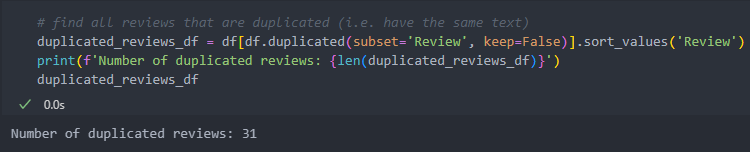 # find all reviews that are duplicated (i.e. have the same text)
duplicated_reviews_df = df[df.duplicated(subset='Review', keep=False)].sort_values('Review')
print(f'Number of duplicated reviews: {len(duplicated_reviews_df)}')
duplicated_reviews_df
0.0s
Number of duplicated reviews: 31